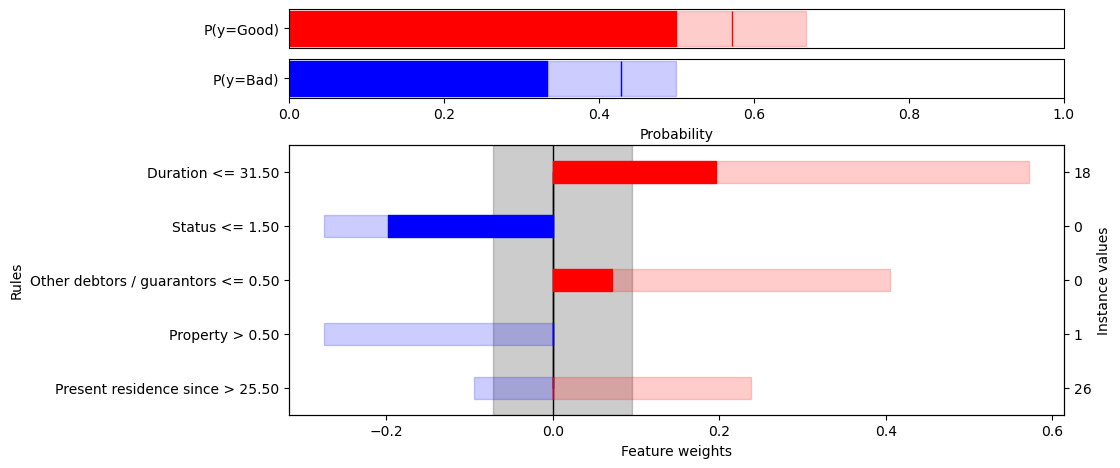 P(y=Good)
P(y=Bad)
0.0 0.2 0.4 0.6 0.8 1.0
Probability
Rules
Duration <= 31.50 18
Status <= 1.50 0
Other debtors / guarantors <= 0.50 0
Property > 0.50 1
Present residence since > 25.50 26
Instance values
−0.2 0.0 0.2 0.4 0.6
Feature weights